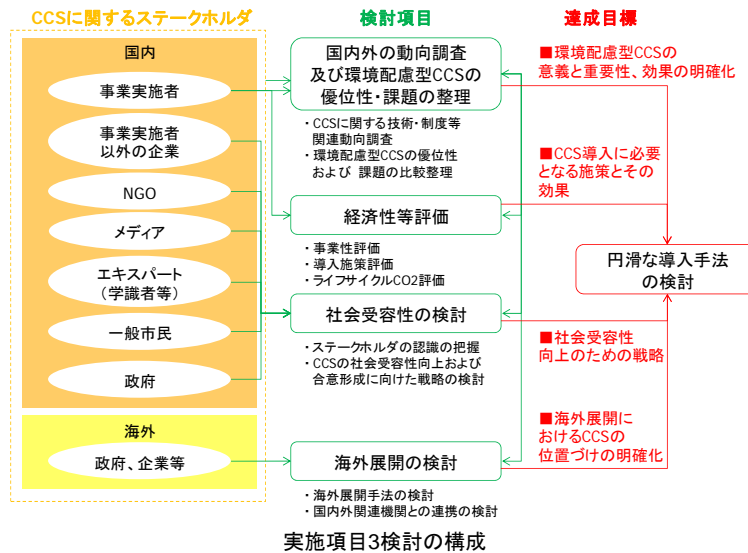 CCSに関するステークホルダ
検討項目
達成目標
国内
事業実施者
事業実施者
以外の企業
NGO
メディア
エキスパート
（学識者等）
一般市民
政府
海外
政府、企業等
国内外の動向調査
及び環境配慮型CCSの
優位性・課題の整理
・CCSに関する技術・制度等
関連動向調査
・環境配慮型CCSの優位性
および 課題の比較整理
経済性等評価
・事業性評価
・導入施策評価
・ライフサイクルCO2評価
社会受容性の検討
・ステークホルダの認識の把握
・CCSの社会受容性向上および
合意形成に向けた戦略の検討
海外展開の検討
・海外展開手法の検討
・国内外関連機関との連携の検討
■環境配慮型CCSの
意義と重要性、効果の明確化
■CCS導入に必要
となる施策とその
効果
円滑な導入手法
の検討
■社会受容性
向上のための戦略
■海外展開に
おけるCCSの
位置づけの明確化
実施項目3検討の構成